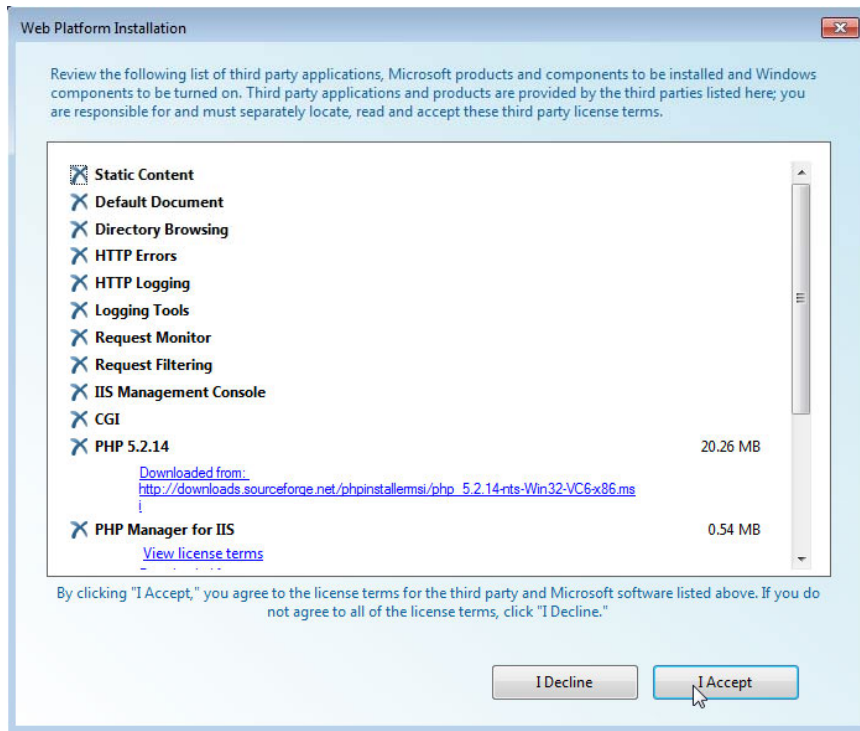 Web Platform Installation
Review the following list of third party applications, Microsoft products and components to be installed and Windows
components to be turned on. Third party applications and products are provided by the third parties listed here; you
are responsible for and must separately locate, read and accept these third party license terms.
Static Content
Default Document
Directory Browsing
HTTP Errors
HTTP Logging
Logging Tools
Request Monitor
Request Filtering
IIS Management Console
CGI
PHP 5.2.14 20.26 MB
Downloaded from:
http://downloads.sourceforge.net/phpinstallermsi/php_5.2.14-nts-Win32-VC6-x86.ms
i
PHP Manager for IIS 0.54 MB
View license terms
By clicking "I Accept," you agree to the license terms for the third party and Microsoft software listed above. If you do
not agree to all of the license terms, click "I Decline."
I Decline I Accept